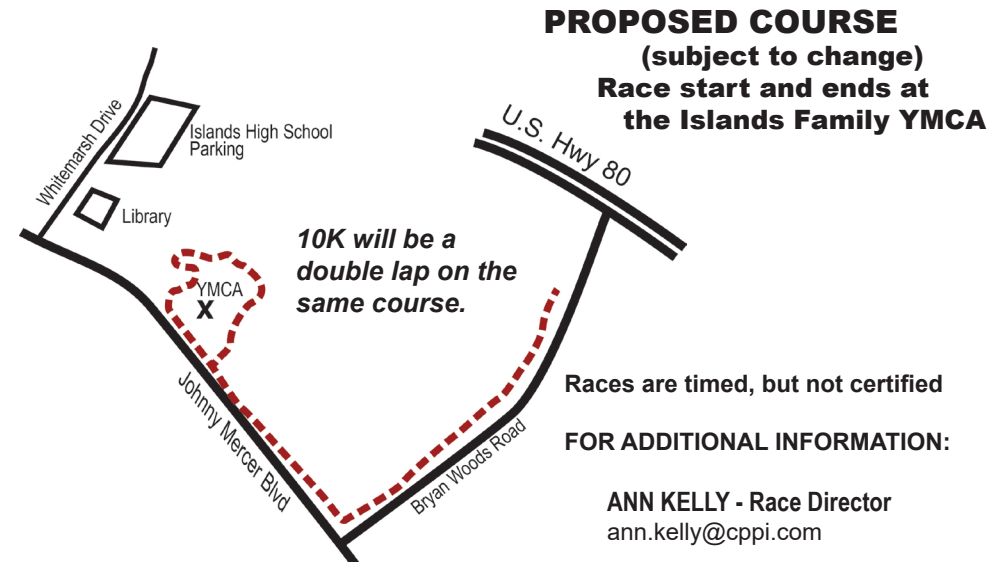 PROPOSED COURSE
(subject to change)
Race start and ends at
the Islands Family YMCA
U.S. Hwy 80
Whitemarsh Drive
Islands High School
Parking
Library
10K will be a
double lap on the
same course.
YMCA
X
Johnny Mercer Blvd
Bryan Woods Road
Races are timed, but not certified
FOR ADDITIONAL INFORMATION:
ANN KELLY - Race Director
ann.kelly@cppi.com